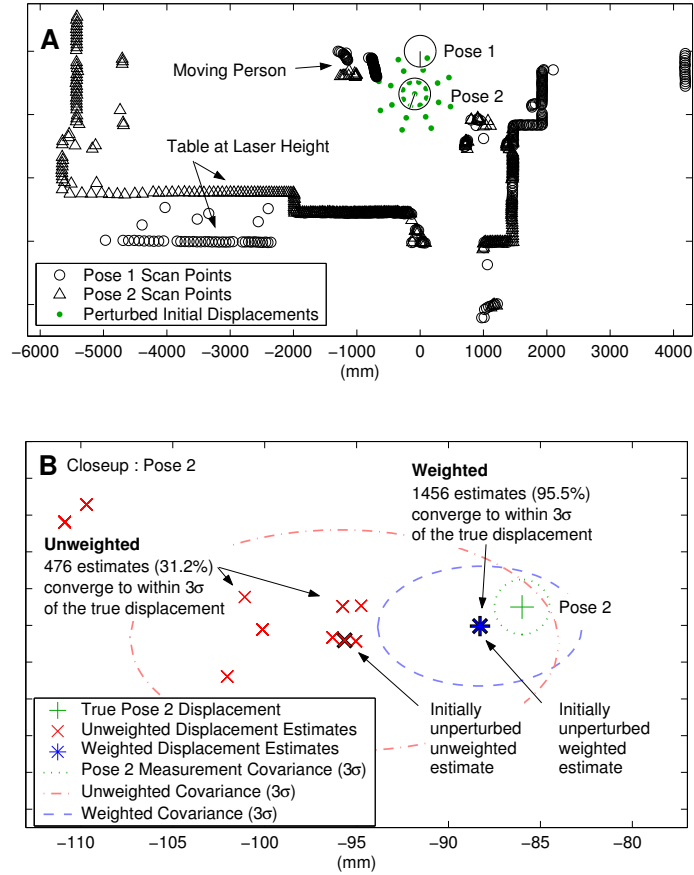 A
Pose 1
Moving Person
Pose 2
Table at Laser Height
Pose 1 Scan Points
Pose 2 Scan Points
Perturbed Initial Displacements
−6000 −5000 −4000 −3000 −2000 −1000 0 1000 2000 3000 4000
(mm)
B Closeup : Pose 2
Weighted
1456 estimates (95.5%)
converge to within 3σ
of the true displacement
Unweighted
476 estimates (31.2%)
converge to within 3σ
of the true displacement
Pose 2
Initially
unperturbed
unweighted
estimate
Initially
unperturbed
weighted
estimate
True Pose 2 Displacement
Unweighted Displacement Estimates
Weighted Displacement Estimates
Pose 2 Measurement Covariance (3σ)
Unweighted Covariance (3σ)
Weighted Covariance (3σ)
−110 −105 −100 −95 −90 −85 −80
(mm)